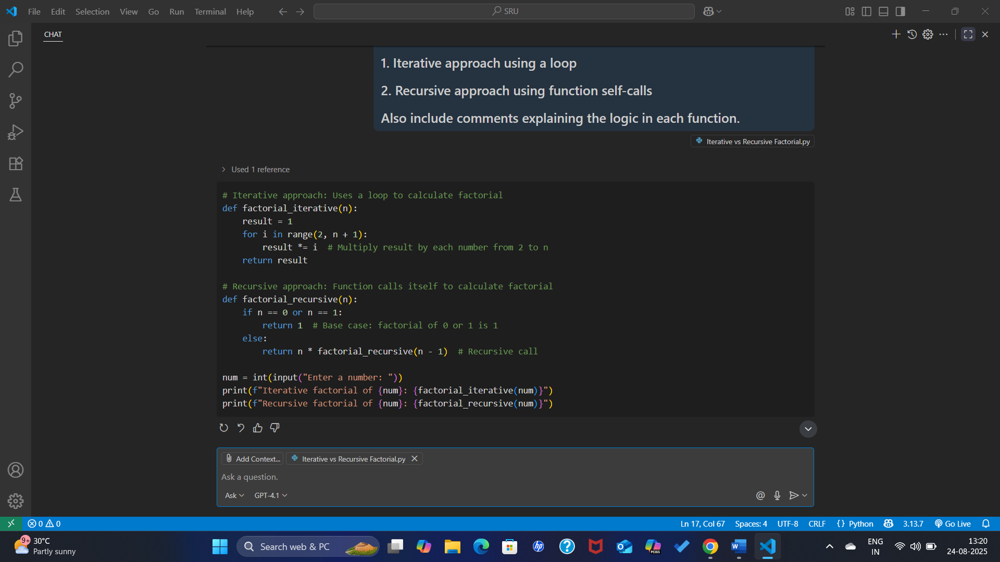 File Edit Selection View Go Run Terminal Help
SRU
CHAT
1. Iterative approach using a loop
2. Recursive approach using function self-calls
Also include comments explaining the logic in each function.
Iterative vs Recursive Factorial.py
Used 1 reference
# Iterative approach: Uses a loop to calculate factorial
def factorial_iterative(n):
    result = 1
    for i in range(2, n + 1):
        result *= i  # Multiply result by each number from 2 to n
    return result
# Recursive approach: Function calls itself to calculate factorial
def factorial_recursive(n):
    if n == 0 or n == 1:
        return 1  # Base case: factorial of 0 or 1 is 1
    else:
        return n * factorial_recursive(n - 1)  # Recursive call
num = int(input("Enter a number: "))
print(f"Iterative factorial of {num}: {factorial_iterative(num)}")
print(f"Recursive factorial of {num}: {factorial_recursive(num)}")
Add Context... Iterative vs Recursive Factorial.py
Ask a question.
Ask GPT-4.1
0 0 Ln 17, Col 67 Spaces: 4 UTF-8 CRLF {} Python 3.13.7 Go Live
9+ 30°C
Partly sunny
Search web & PC
hp
M365
ENG
IN
13:20
24-08-2025